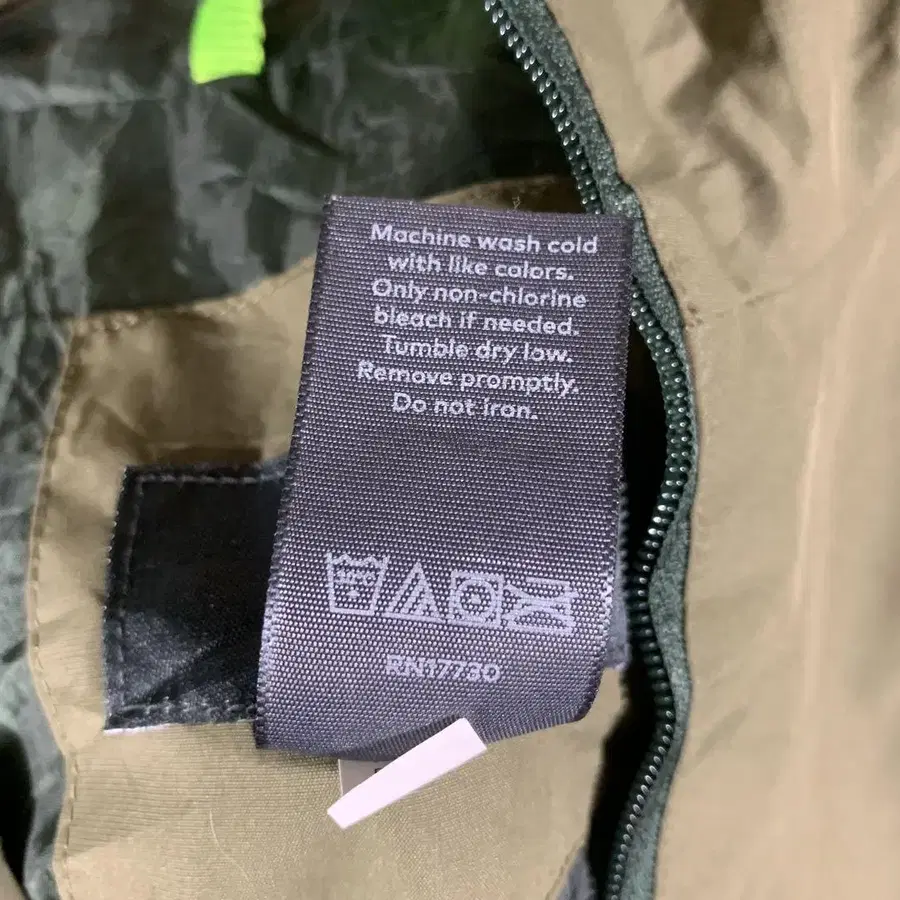 Machine wash cold
with like colors.
Only non-chlorine
bleach if needed.
Tumble dry low.
Remove promptly.
Do not iron.
30°C
RN17730